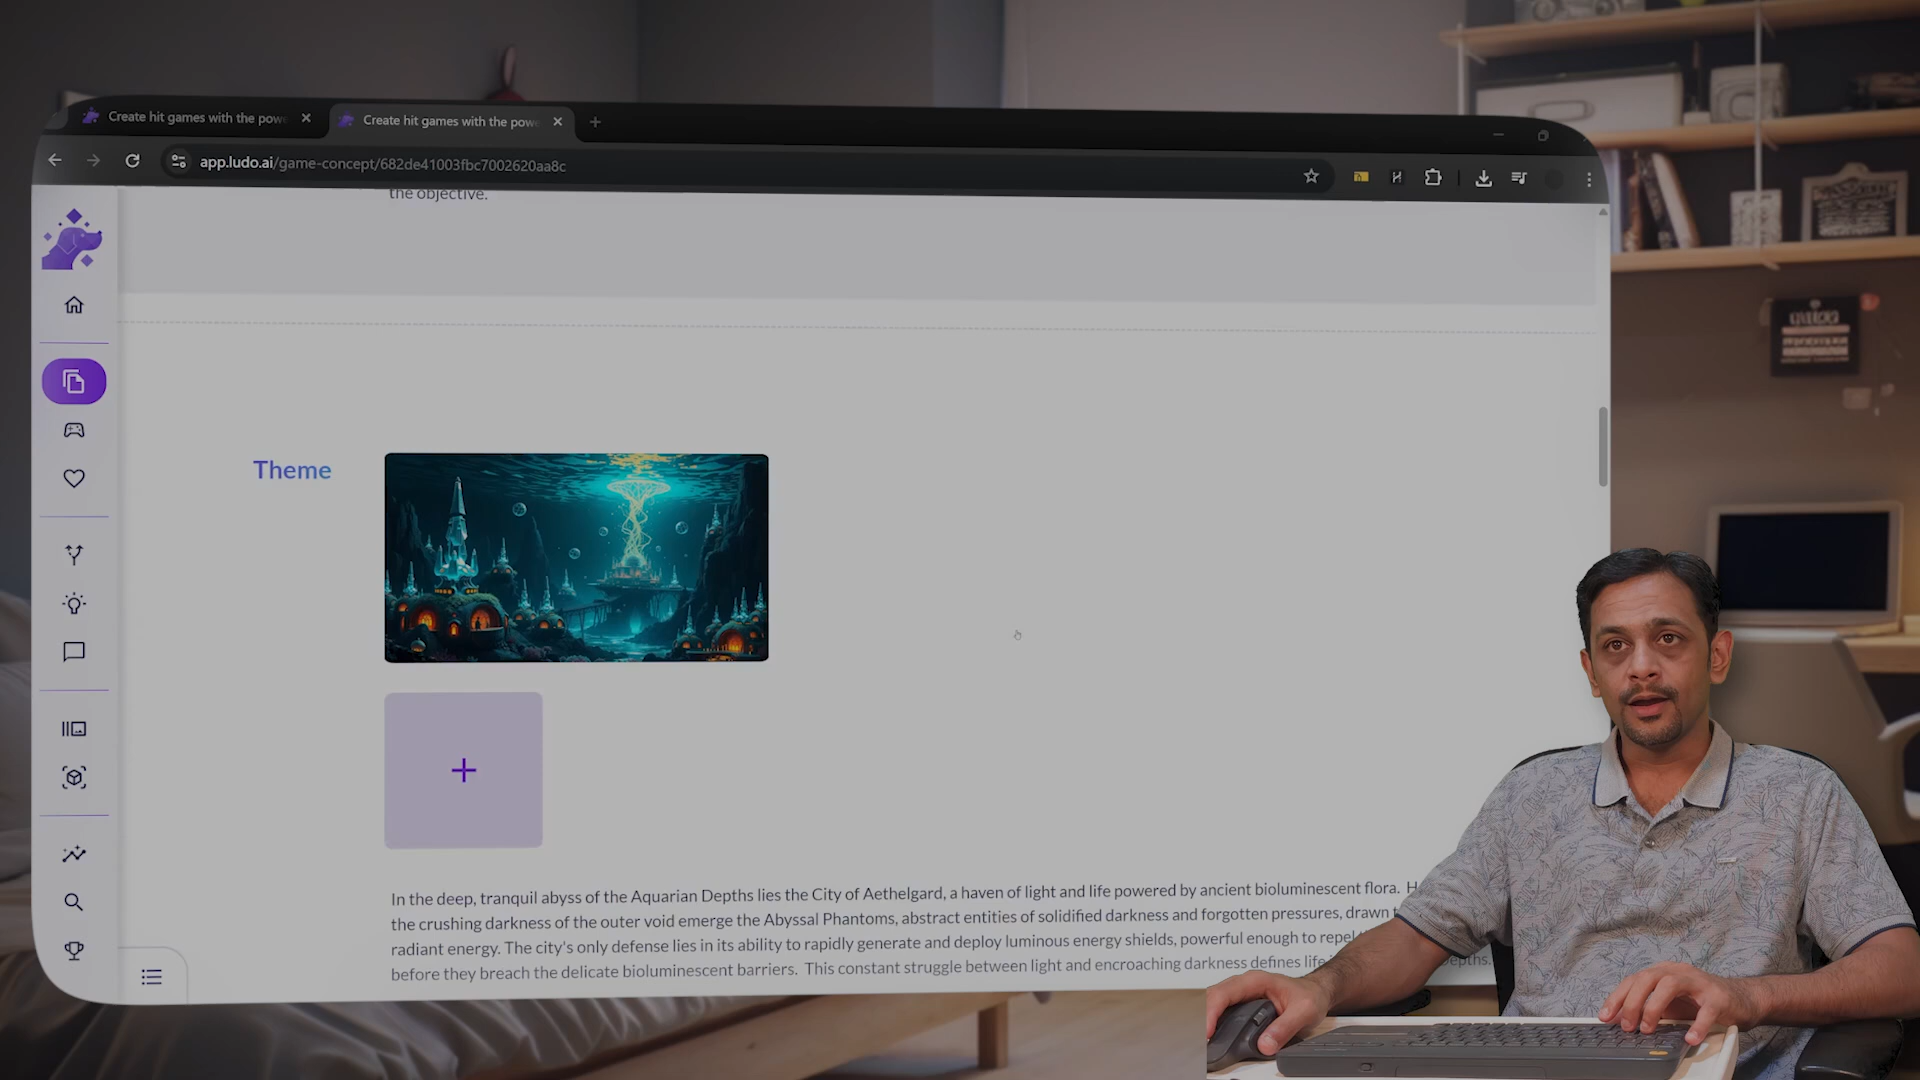 Create hit games with the pow
Create hit games with the pow
app.ludo.ai/game-concept/682de41003fbc7002620aa8c
the objective.
Theme
In the deep, tranquil abyss of the Aquarian Depths lies the City of Aethelgard, a haven of light and life powered by ancient bioluminescent flora. H
the crushing darkness of the outer void emerge the Abyssal Phantoms, abstract entities of solidified darkness and forgotten pressures, drawn
radiant energy. The city's only defense lies in its ability to rapidly generate and deploy luminous energy shields, powerful enough to repel
before they breach the delicate bioluminescent barriers. This constant struggle between light and encroaching darkness defines life Depths.